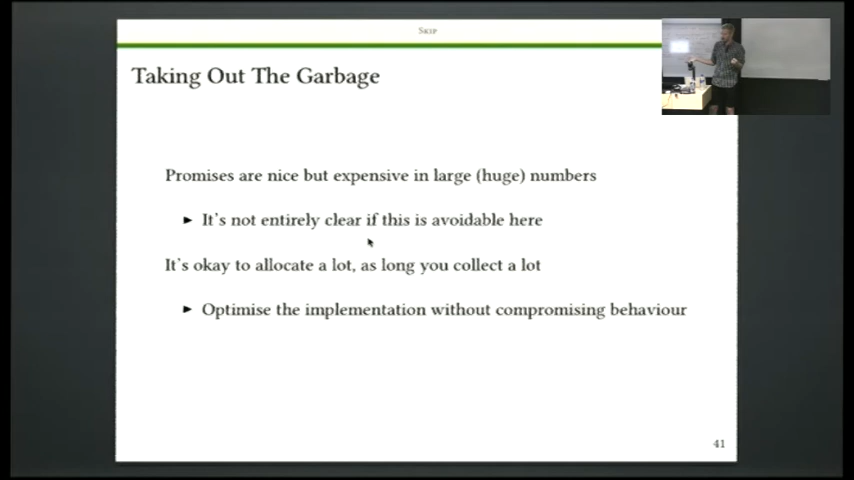 Skip
Taking Out The Garbage
Promises are nice but expensive in large (huge) numbers
► It's not entirely clear if this is avoidable here
It's okay to allocate a lot, as long you collect a lot
► Optimise the implementation without compromising behaviour
41